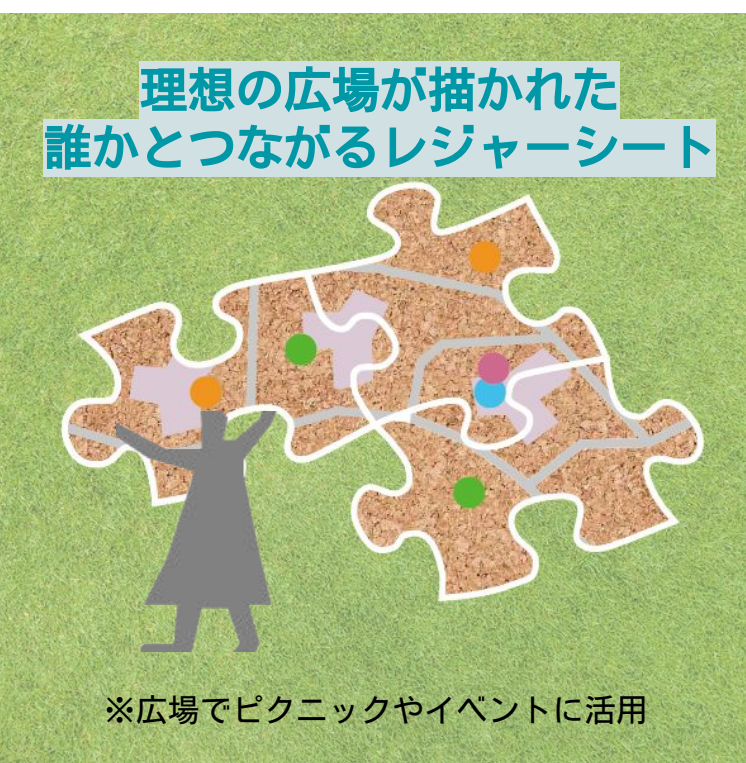 理想の広場が描かれた
誰かとつながるレジャーシート
※広場でピクニックやイベントに活用